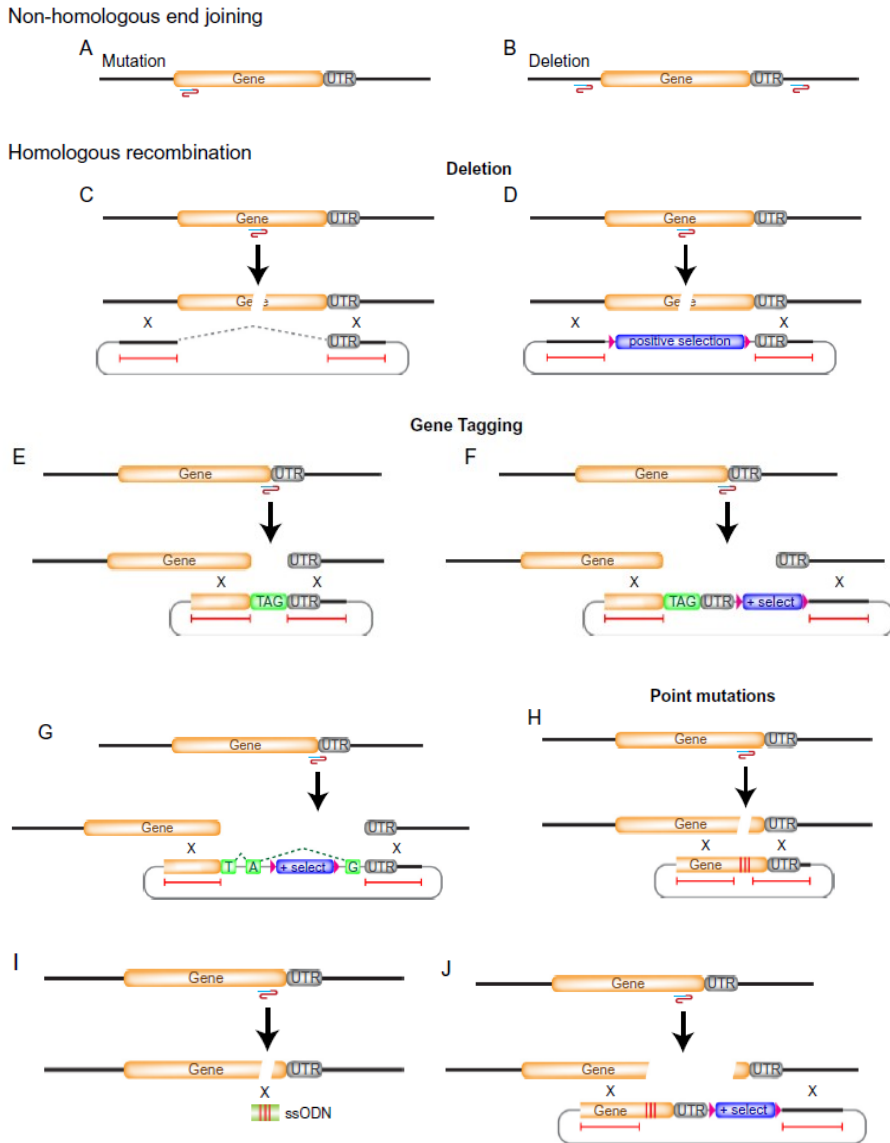 Non-homologous end joining
A
Mutation
Gene
UTR
B
Deletion
Gene
UTR
Homologous recombination
Deletion
C
Gene
UTR
Gene
UTR
X
X
UTR
D
Gene
UTR
Gene
UTR
X
X
positive selection
UTR
Gene Tagging
E
Gene
UTR
Gene
UTR
X
X
TAG
UTR
F
Gene
UTR
Gene
UTR
X
X
TAG
UTR
+ select
G
Gene
UTR
Gene
UTR
X
X
T
A
+ select
G
UTR
Point mutations
H
Gene
UTR
Gene
UTR
X
X
Gene
UTR
I
Gene
UTR
Gene
UTR
X
ssODN
J
Gene
UTR
Gene
UTR
X
X
Gene
UTR
+ select